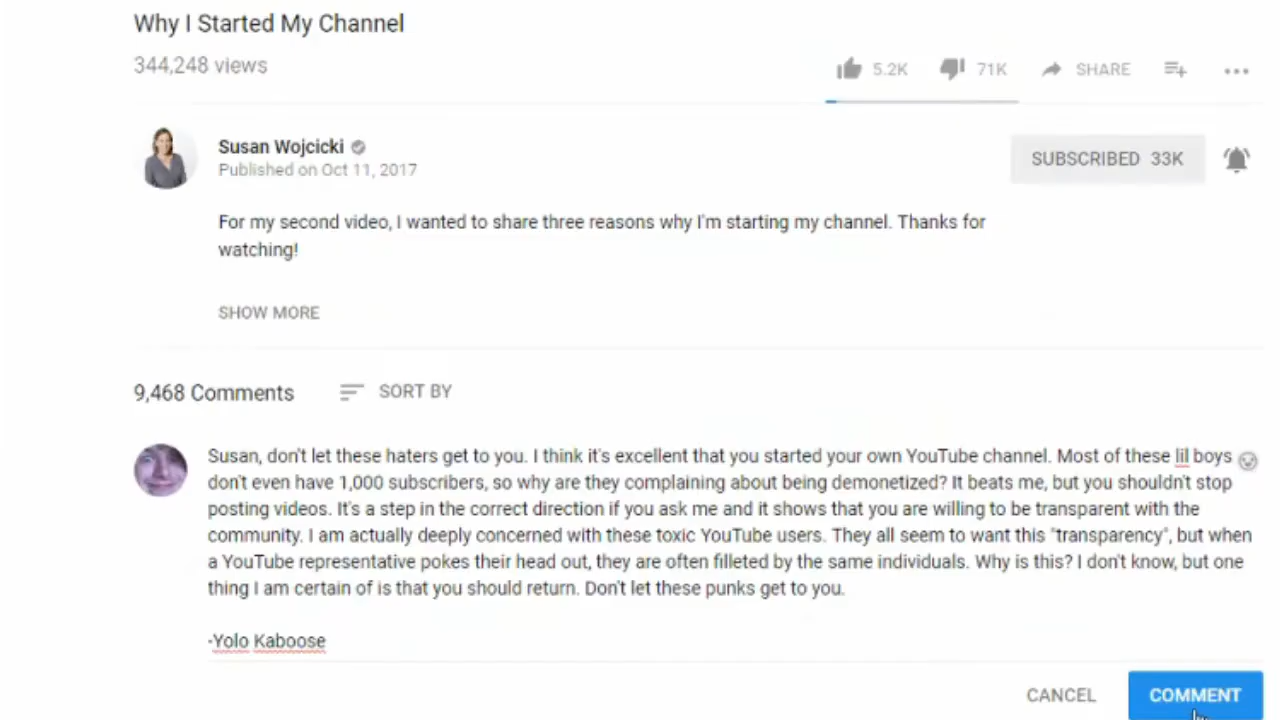 Why I Started My Channel
344,248 views
5.2K 71K SHARE
Susan Wojcicki
Published on Oct 11, 2017
SUBSCRIBED 33K
For my second video, I wanted to share three reasons why I'm starting my channel. Thanks for
watching!
SHOW MORE
9,468 Comments SORT BY
Susan, don't let these haters get to you. I think it's excellent that you started your own YouTube channel. Most of these lil boys
don't even have 1,000 subscribers, so why are they complaining about being demonetized? It beats me, but you shouldn't stop
posting videos. It's a step in the correct direction if you ask me and it shows that you are willing to be transparent with the
community. I am actually deeply concerned with these toxic YouTube users. They all seem to want this "transparency", but when
a YouTube representative pokes their head out, they are often filleted by the same individuals. Why is this? I don't know, but one
thing I am certain of is that you should return. Don't let these punks get to you.
-Yolo Kaboose
CANCEL COMMENT